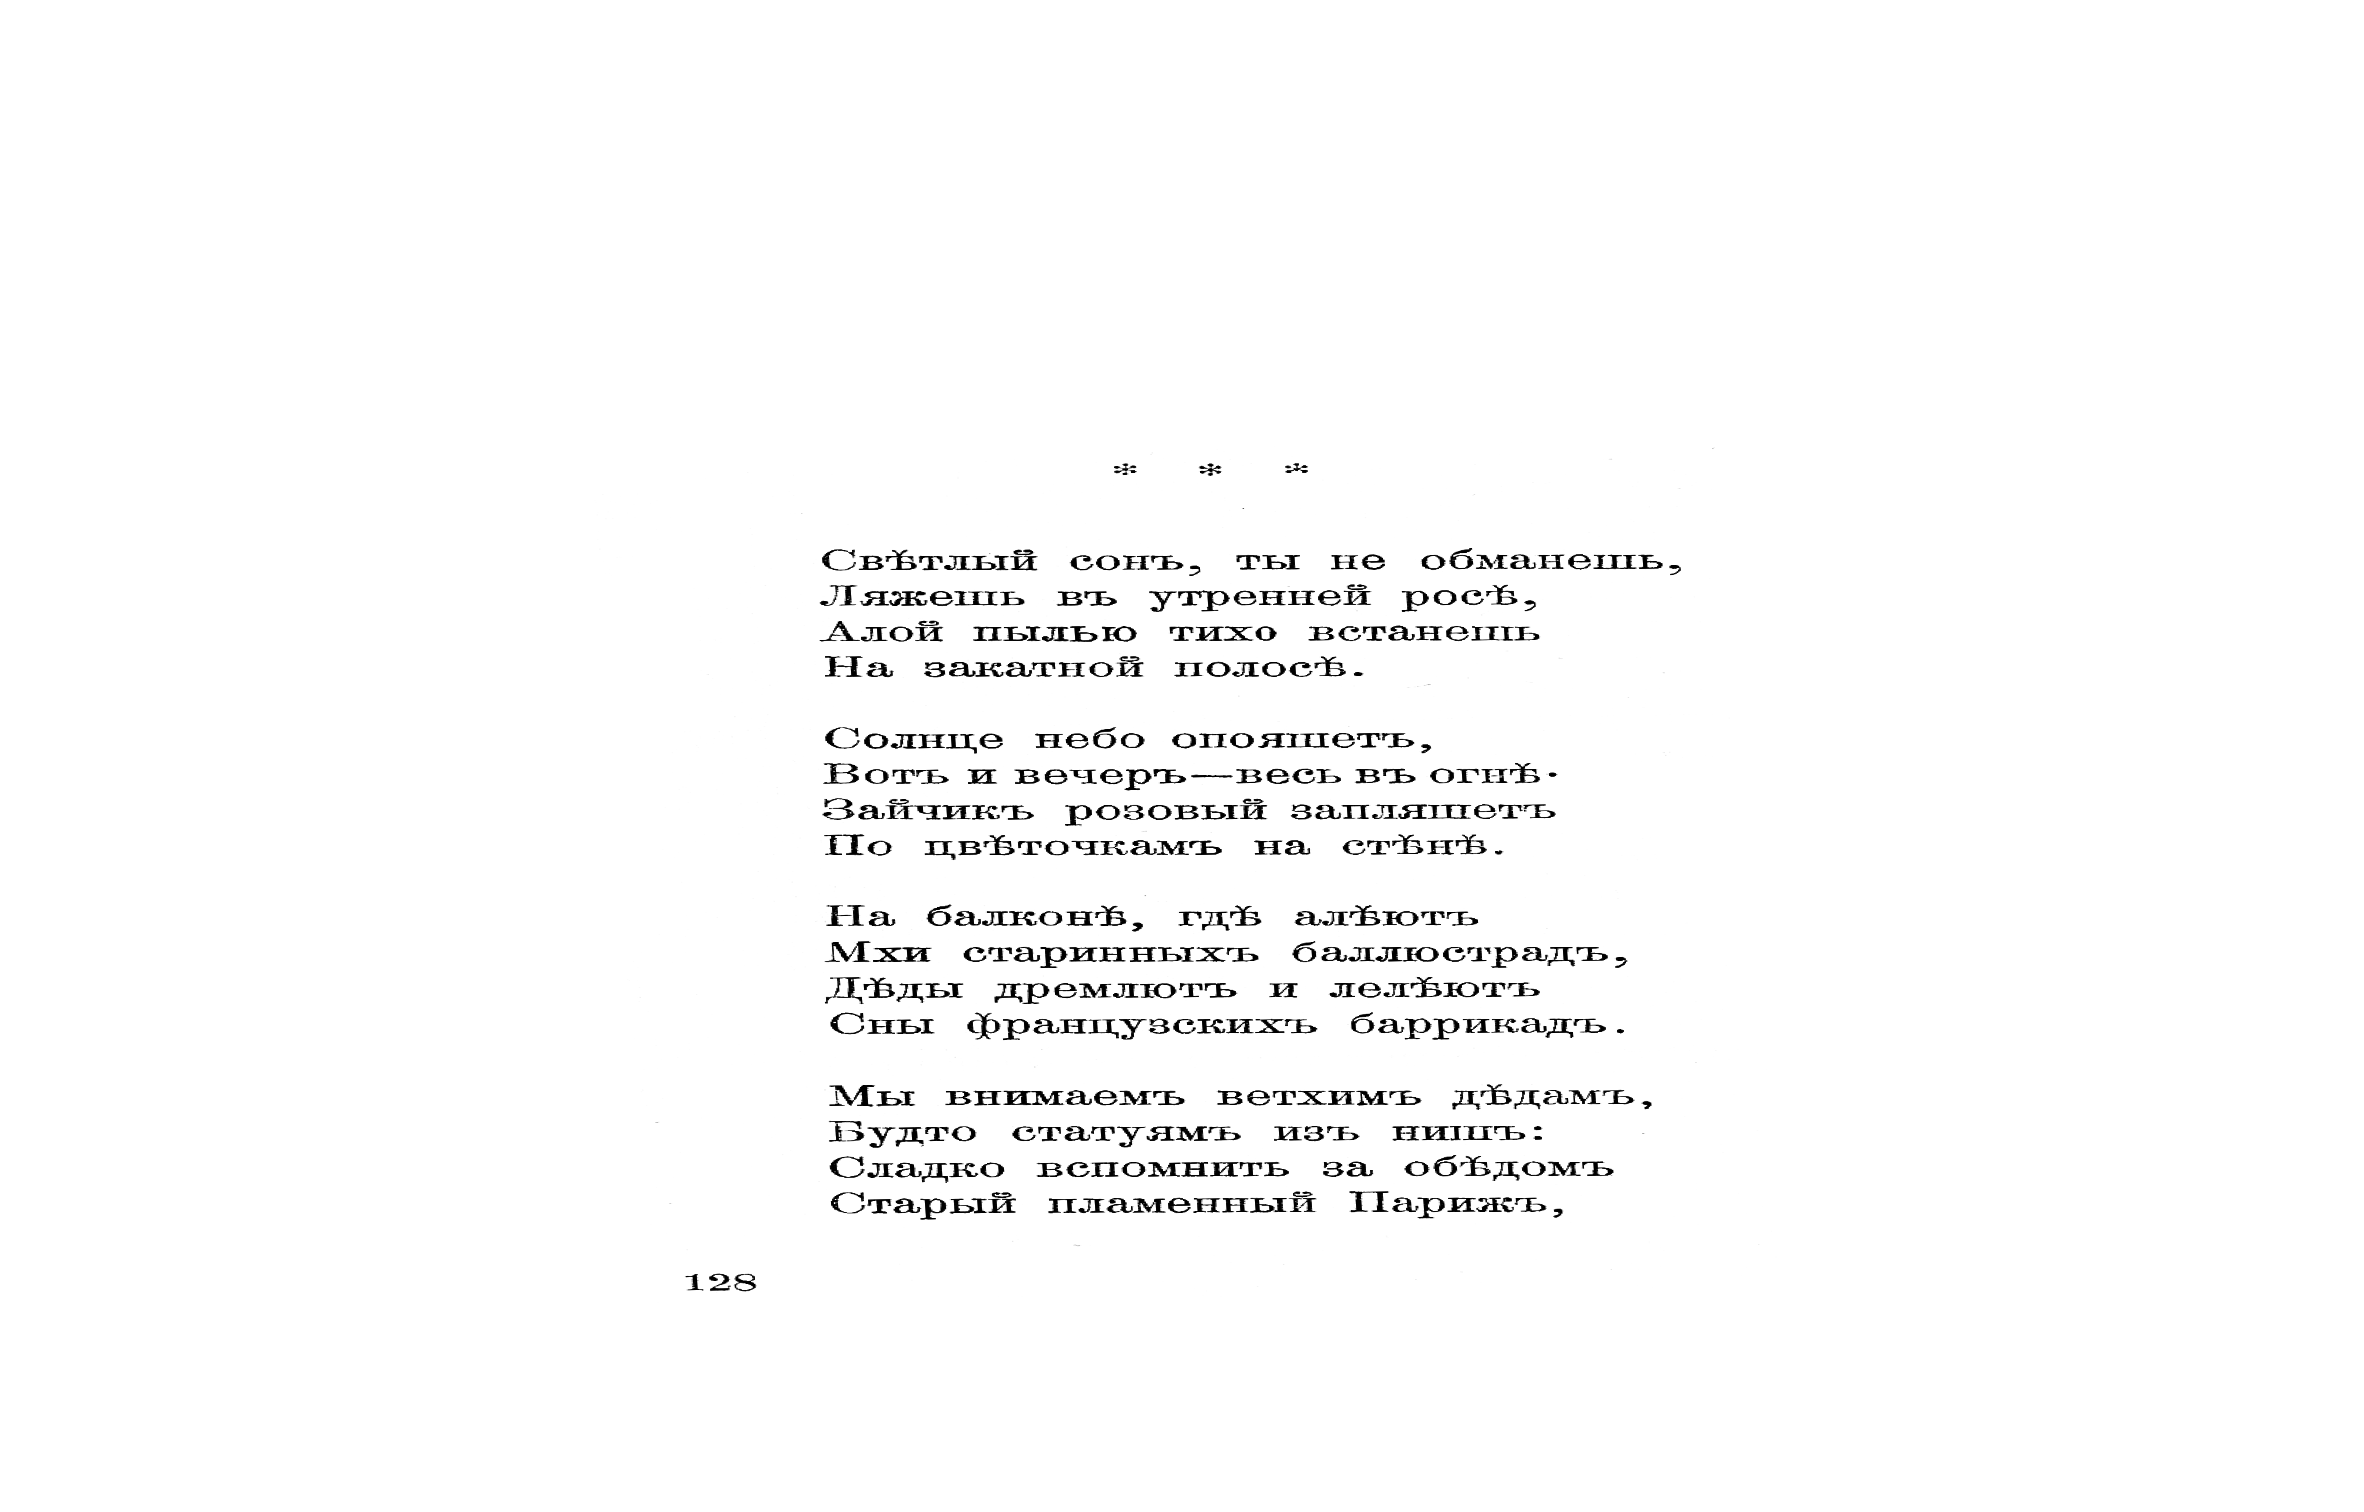 * * *
Свѣтлый сонъ, ты не обманешь,
Ляжешь въ утренней росѣ,
Алой пылью тихо встанешь
На закатной полосѣ.
Солнце небо опояшетъ,
Вотъ и вечеръ—весь въ огнѣ.
Зайчикъ розовый запляшетъ
По цвѣточкамъ на стѣнѣ.
На балконѣ, гдѣ алѣютъ
Мхи старинныхъ баллюстрадъ,
Дѣды дремлютъ и лелѣютъ
Сны французскихъ баррикадъ.
Мы внимаемъ ветхимъ дѣдамъ,
Будто статуямъ изъ нишъ:
Сладко вспомнить за обѣдомъ
Старый пламенный Парижъ,
128